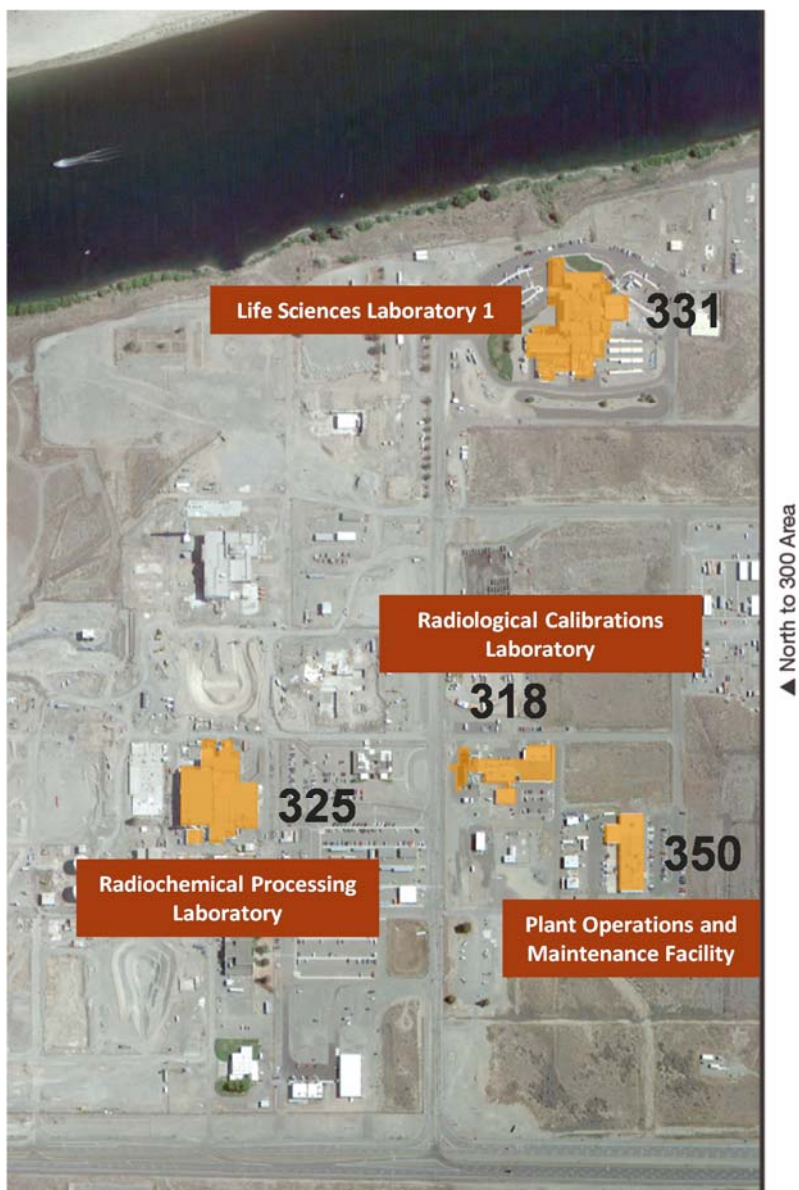 Life Sciences Laboratory 1
331
Radiological Calibrations
Laboratory
318
325
350
Radiochemical Processing
Laboratory
Plant Operations and
Maintenance Facility
▲ North to 300 Area